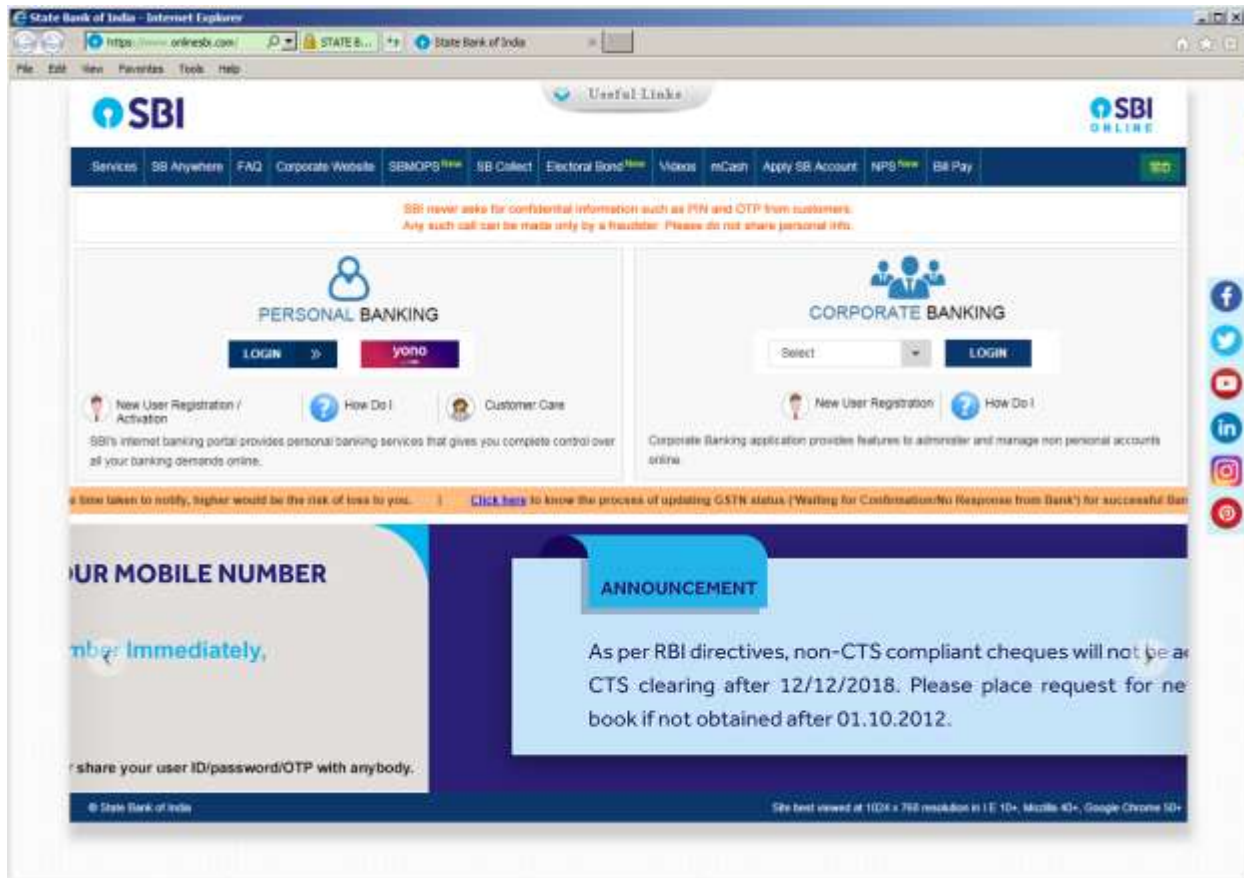 State Bank of India - Internet Explorer
https://www.onlinesbi.com/ STATE B... State Bank of India
File Edit View Favorites Tools Help
Useful Links
SBI
SBI
ONLINE
Services SB Anywhere FAQ Corporate Website SBMOPS New SB Collect Electoral Bond New Videos mCash Apply SB Account NPS New Bill Pay
SBI never asks for confidential information such as PIN and OTP from customers.
Any such call can be made only by a fraudster. Please do not share personal info.
PERSONAL BANKING
LOGIN »
yono
New User Registration /
Activation
How Do I
Customer Care
SBI's internet banking portal provides personal banking services that gives you complete control over
all your banking demands online.
CORPORATE BANKING
Select
LOGIN
New User Registration
How Do I
Corporate Banking application provides features to administer and manage non personal accounts
online.
e time taken to notify, higher would be the risk of loss to you. | Click here to know the process of updating GSTN status ('Waiting for Confirmation/No Response from Bank') for successful Ban
OUR MOBILE NUMBER
mber Immediately,
r share your user ID/password/OTP with anybody.
ANNOUNCEMENT
As per RBI directives, non-CTS compliant cheques will not be ac
CTS clearing after 12/12/2018. Please place request for ne
book if not obtained after 01.10.2012.
© State Bank of India
Site best viewed at 1024 x 768 resolution in I.E 10+, Mozilla 40+, Google Chrome 50+